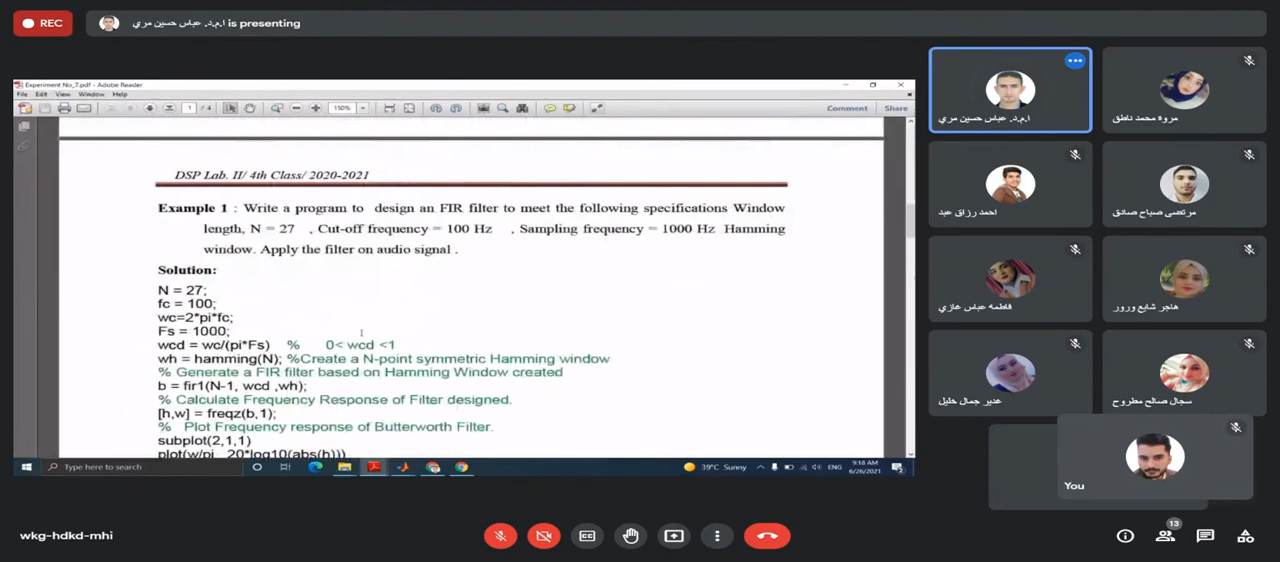 REC
ا.م.د. عباس حسين مري is presenting
Experiment No_7.pdf - Adobe Reader
File Edit View Window Help
1 / 4
150%
Comment
Share
DSP Lab. II/ 4th Class/ 2020-2021
Example 1 : Write a program to design an FIR filter to meet the following specifications Window
length, N = 27 , Cut-off frequency = 100 Hz , Sampling frequency = 1000 Hz Hamming
window. Apply the filter on audio signal .
Solution:
N = 27;
fc = 100;
wc=2*pi*fc;
Fs = 1000;
wcd = wc/(pi*Fs) % 0< wcd <1
wh = hamming(N); %Create a N-point symmetric Hamming window
% Generate a FIR filter based on Hamming Window created
b = fir1(N-1, wcd ,wh);
% Calculate Frequency Response of Filter designed.
[h,w] = freqz(b,1);
% Plot Frequency response of Butterworth Filter.
subplot(2,1,1)
plot(w/pi 20*log10(abs(h)))
Type here to search
39°C Sunny
ENG
9:18 AM
6/26/2021
ا.م.د. عباس حسين مري
مروه محمد ناطق
احمد رزاق عبد
مرتضى صباح صادق
فاطمه عباس غازي
هاجر شايع ورور
غدير جمال خليل
سجال صالح مطروح
You
wkg-hdkd-mhi
13